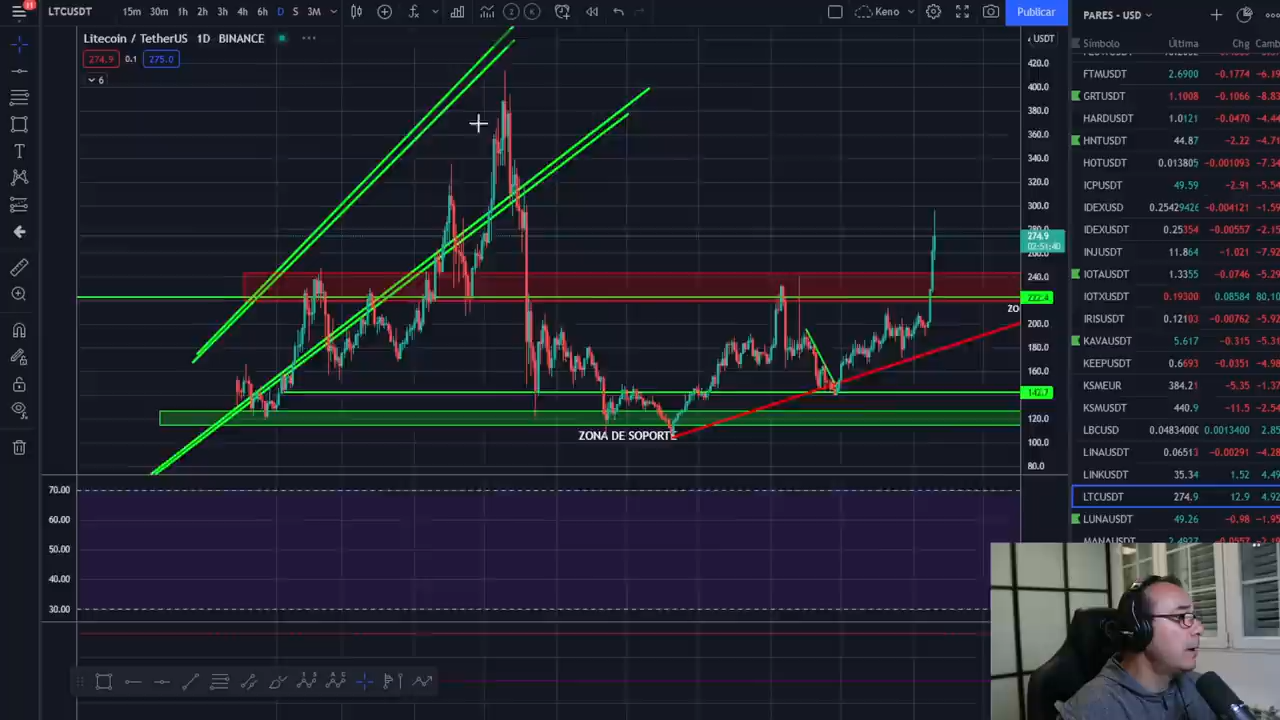 11
LTCUSDT 15m 30m 1h 2h 3h 4h 6h D S 3M Keno Publicar
Litecoin / TetherUS 1D BINANCE
274.9 0.1 275.0
6
USDT
420.0
400.0
380.0
360.0
340.0
320.0
300.0
274.9
02:51:40
260.0
240.0
222.4
ZO
200.0
180.0
160.0
142.7
120.0
ZONA DE SOPORTE
100.0
80.0
70.00
60.00
50.00
40.00
30.00
PARES - USD
Símbolo Última Chg Camb
FTMUSDT 2.6900 -0.1774 -6.19
GRTUSDT 1.1008 -0.1066 -8.83
HARDUSDT 1.0121 -0.0470 -4.44
HNTUSDT 44.87 -2.22 -4.71
HOTUSDT 0.013805 -0.001093 -7.34
ICPUSDT 49.59 -2.91 -5.54
IDEXUSD 0.25429426 -0.004121 -1.59
IDEXUSDT 0.25354 -0.00557 -2.15
INJUSDT 11.864 -1.021 -7.92
IOTAUSDT 1.3355 -0.0746 -5.29
IOTXUSDT 0.19300 0.08584 80.10
IRISUSDT 0.12103 -0.00762 -5.92
KAVAUSDT 5.617 -0.315 -5.31
KEEPUSDT 0.6693 -0.0351 -4.98
KSMEUR 384.21 -5.35 -1.37
KSMUSDT 440.9 -11.5 -2.54
LBCUSD 0.04834000 0.0013400 2.85
LINAUSDT 0.06513 -0.00291 -4.28
LINKUSDT 35.34 1.52 4.49
LTCUSDT 274.9 12.9 4.92
LUNAUSDT 49.26 -0.98 -1.95